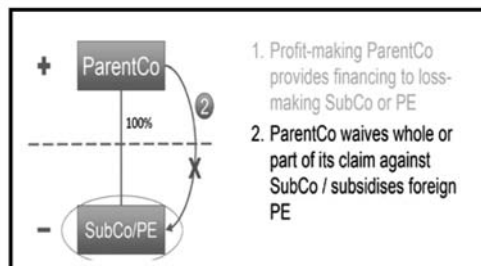 +
ParentCo
2
100%
X
-
SubCo/PE
1. Profit-making ParentCo
provides financing to loss-
making SubCo or PE
2. ParentCo waives whole or
part of its claim against
SubCo / subsidises foreign
PE